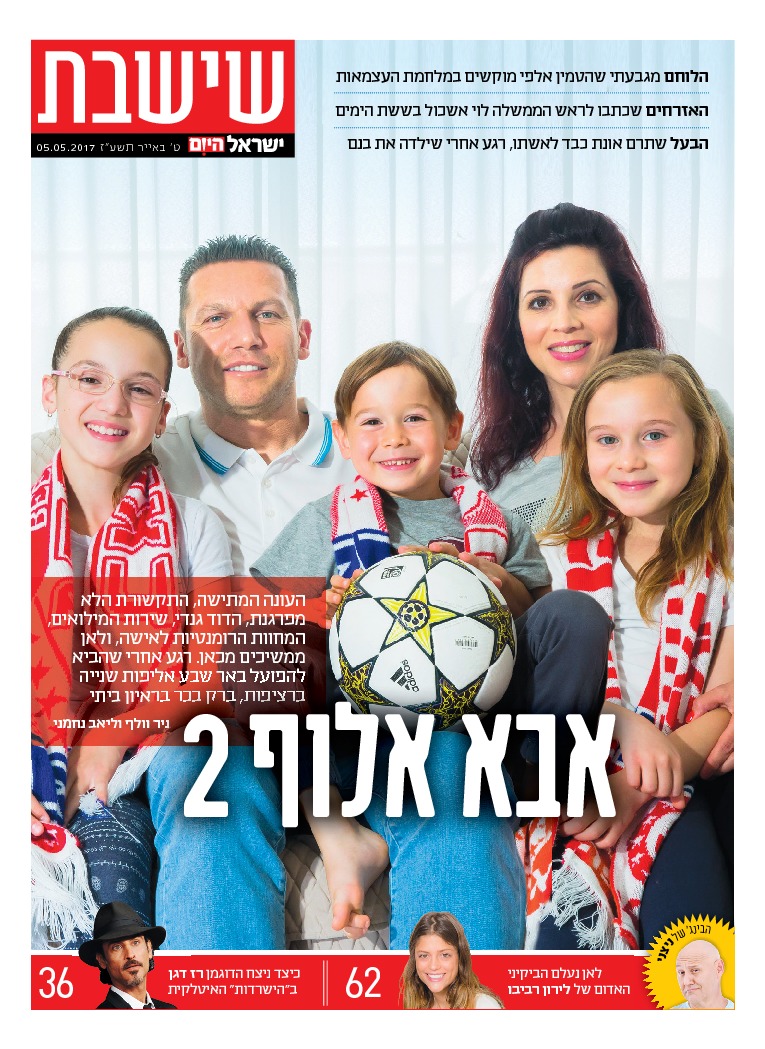 שישבת
ישראל היום ט' באייר תשע"ז 05.05.2017
הלוחם מגבעתי שהטמין אלפי מוקשים במלחמת העצמאות
האזרחים שכתבו לראש הממשלה לוי אשכול בששת הימים
הבעל שתרם אונת כבד לאשתו, רגע אחרי שילדה את בנם
adidas
העונה המתישה, התקשורת הלא
מפרגנת, הדוד גנדי, שירות המילואים,
המחוות הרומנטיות לאישה, ולאן
ממשיכים מכאן. רגע אחרי שהביא
להפועל באר שבע אליפות שנייה
ברציפות, ברק בכר בראיון ביתי
ניר וולף וליאב נחמני
אבא אלוף 2
הבינג' של ניצני
לאן נעלם הביקיני
האדום של לירון רביבו
62
כיצד ניצח הדוגמן רז דגן
ב"הישרדות" האיטלקית
36